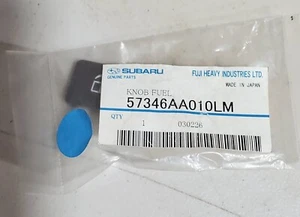 SUBARU
GENUINE PARTS
FUJI HEAVY INDUSTRIES LTD.
MADE IN JAPAN
KNOB FUEL
57346AA010LM
QTY
1 030226